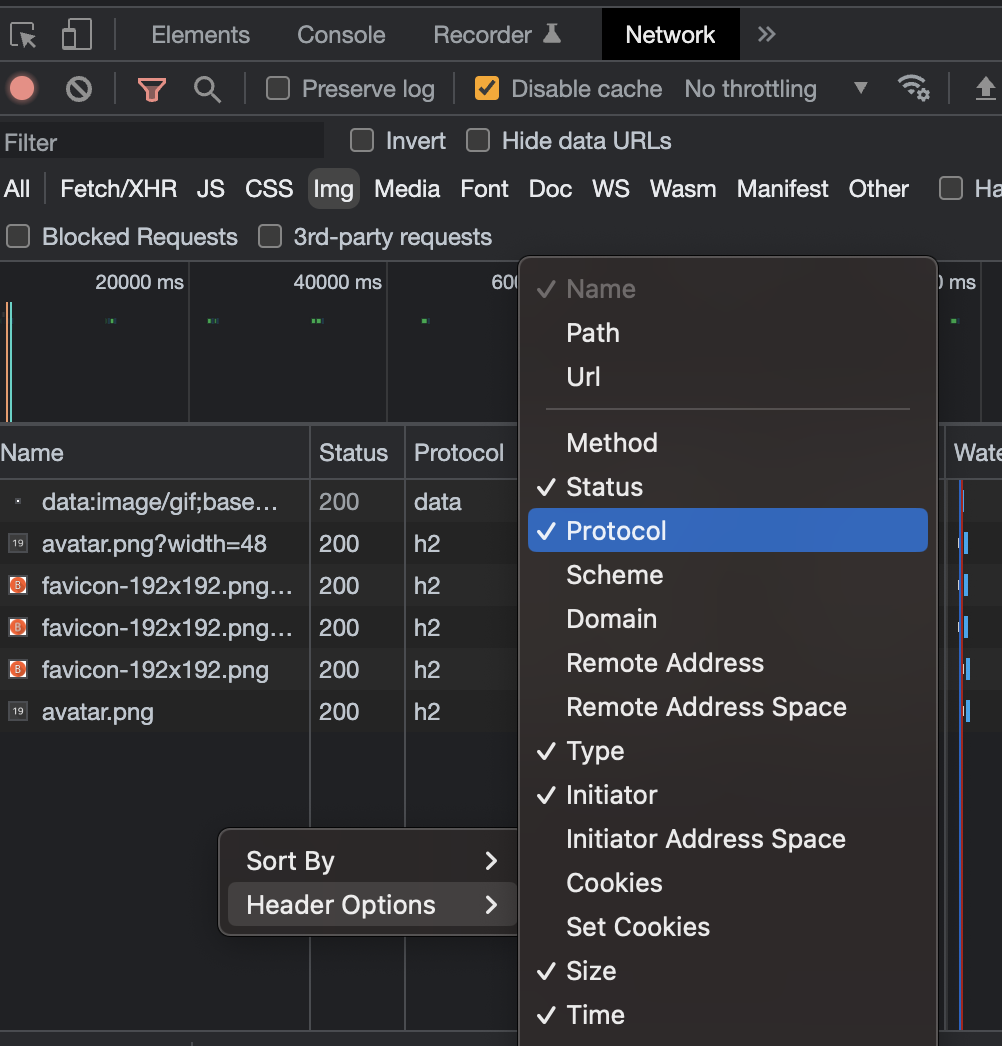 Elements Console Recorder Network »
Preserve log Disable cache No throttling
Filter Invert Hide data URLs
All Fetch/XHR JS CSS Img Media Font Doc WS Wasm Manifest Other Ha
Blocked Requests 3rd-party requests
20000 ms 40000 ms 600 0 ms
Name Status Protocol Wate
data:image/gif;base... 200 data
avatar.png?width=48 200 h2
favicon-192x192.png... 200 h2
favicon-192x192.png... 200 h2
favicon-192x192.png 200 h2
avatar.png 200 h2
Sort By
Header Options
Name
Path
Url
Method
Status
Protocol
Scheme
Domain
Remote Address
Remote Address Space
Type
Initiator
Initiator Address Space
Cookies
Set Cookies
Size
Time